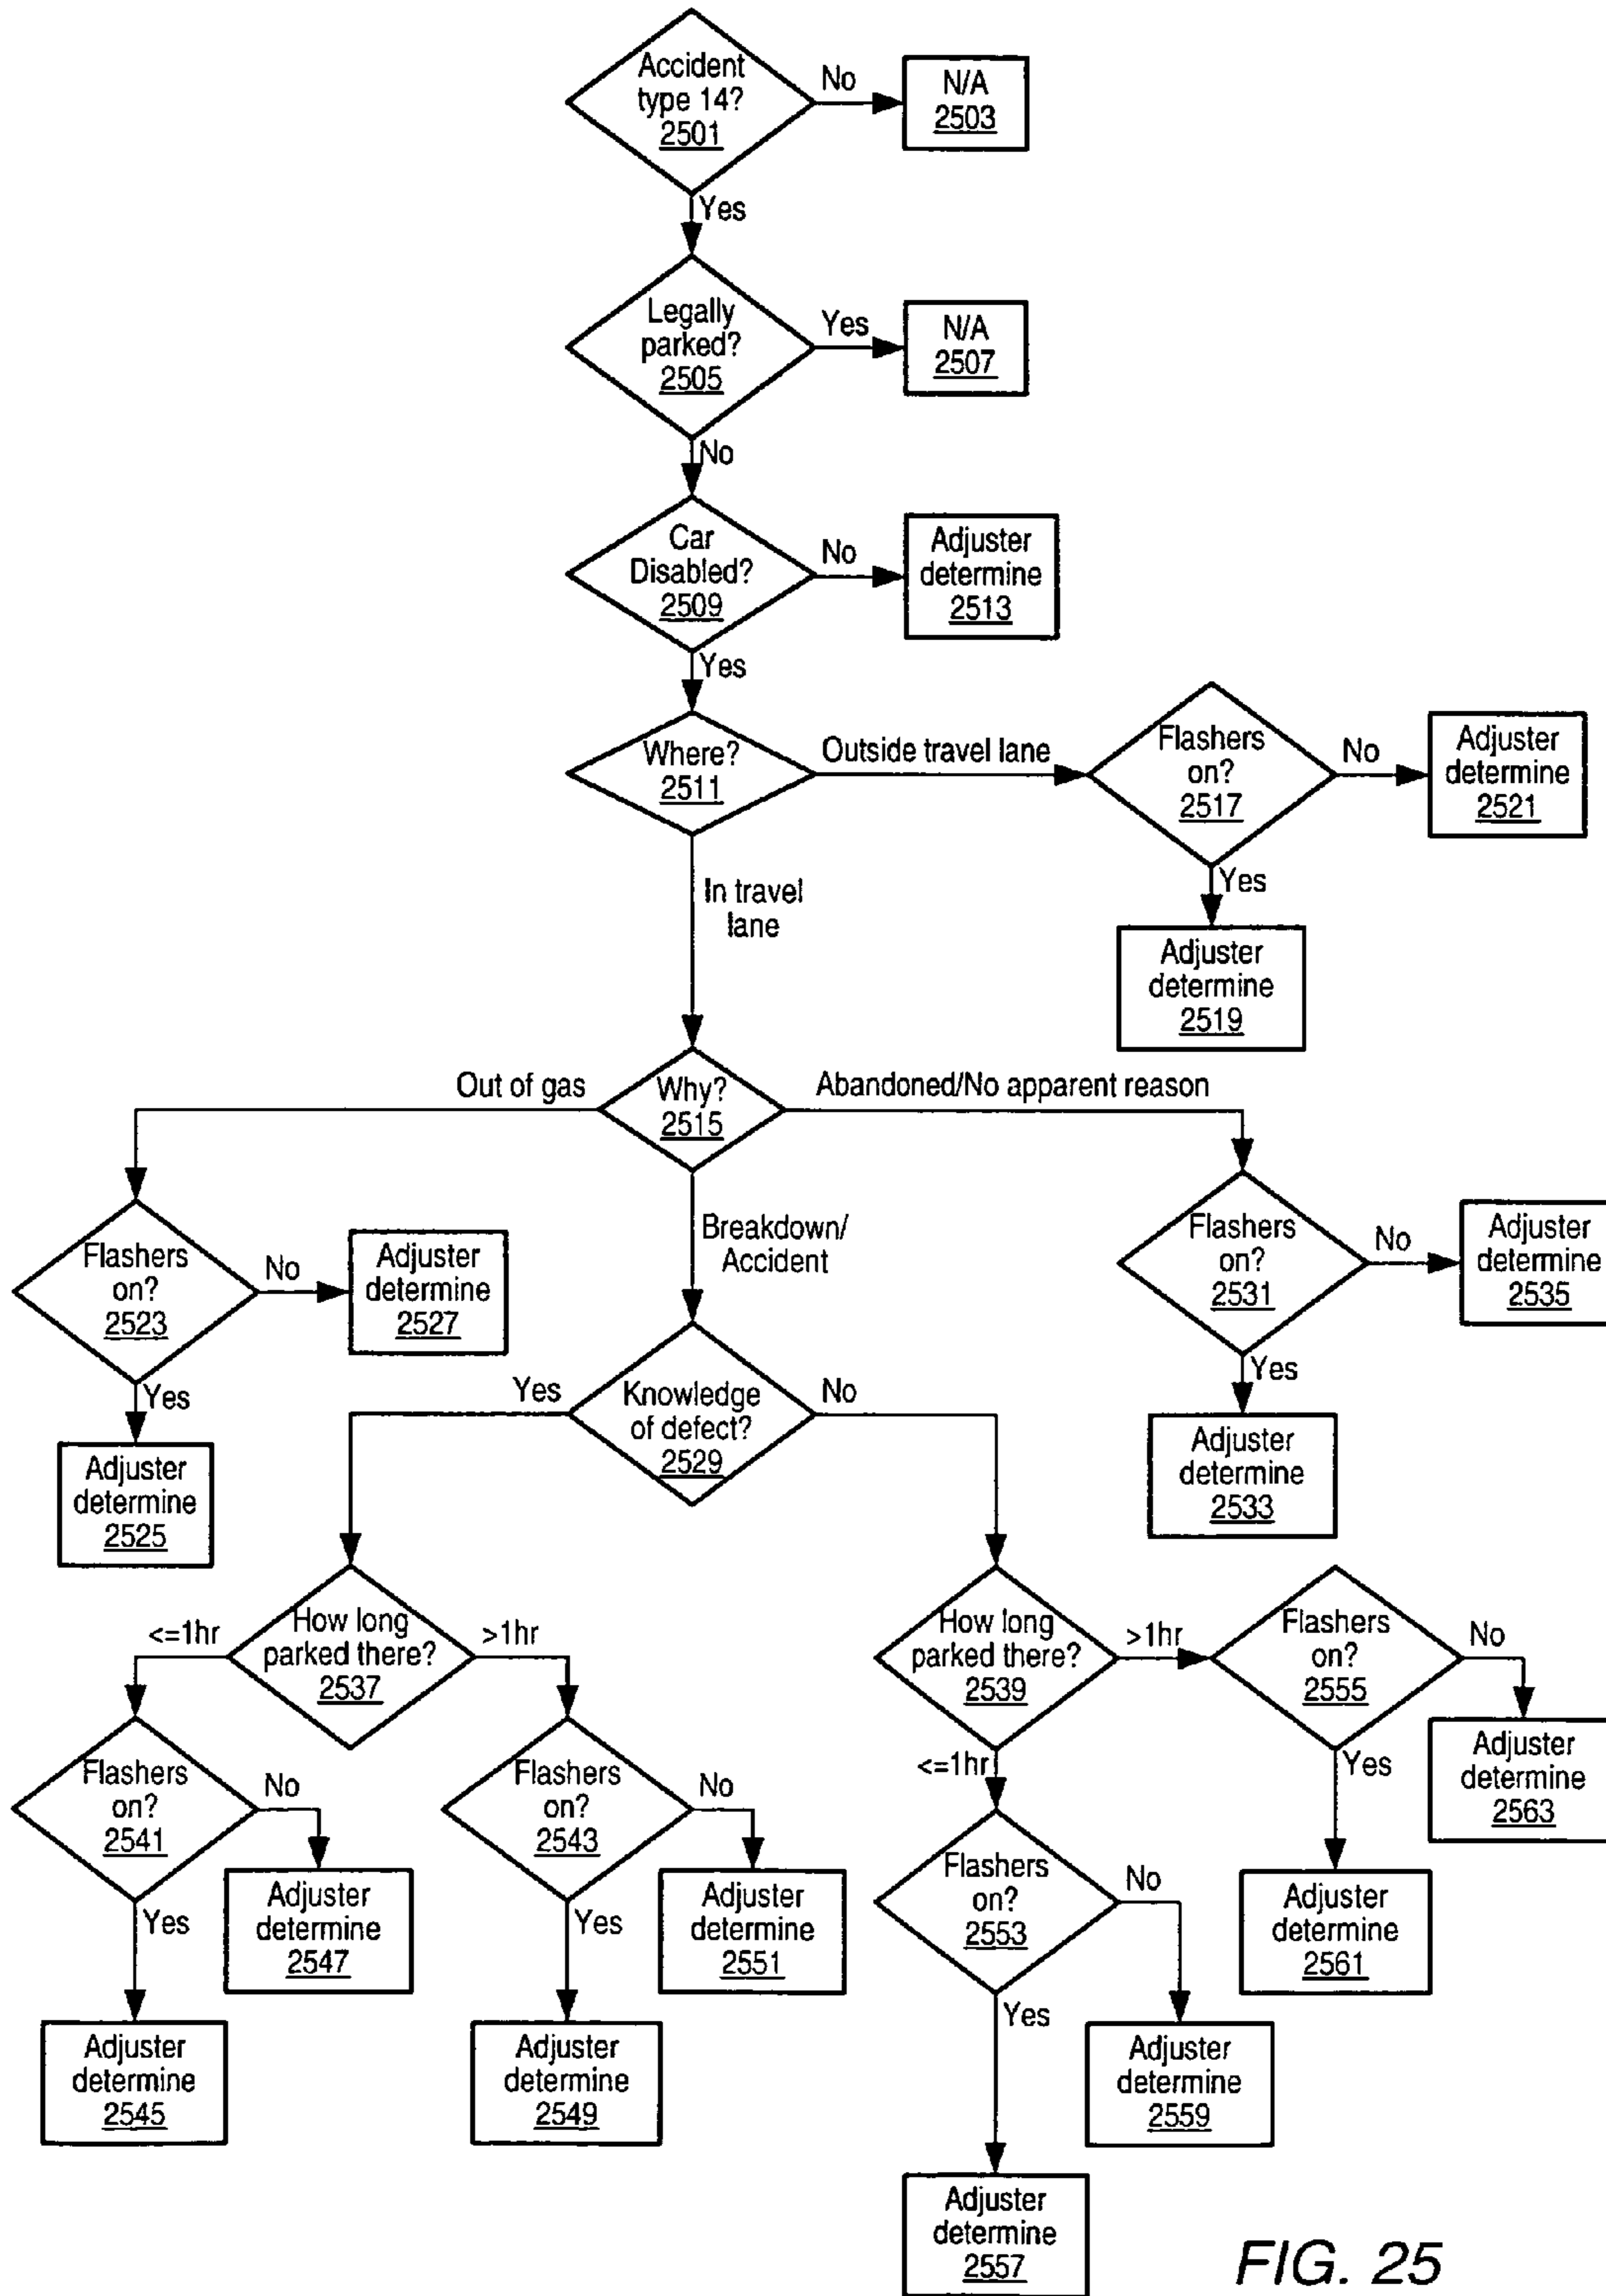 Accident
type 14?
2501
No
N/A
2503
Yes
Legally
parked?
2505
Yes
N/A
2507
No
Car
Disabled?
2509
No
Adjuster
determine
2513
Yes
Where?
2511
Outside travel lane
Flashers
on?
2517
No
Adjuster
determine
2521
Yes
Adjuster
determine
2519
In travel
lane
Why?
2515
Out of gas
Abandoned/No apparent reason
Breakdown/
Accident
Flashers
on?
2523
No
Adjuster
determine
2527
Yes
Adjuster
determine
2525
Flashers
on?
2531
No
Adjuster
determine
2535
Yes
Adjuster
determine
2533
Knowledge
of defect?
2529
Yes
No
How long
parked there?
2537
<=1hr
>1hr
Flashers
on?
2541
No
Adjuster
determine
2547
Yes
Adjuster
determine
2545
Flashers
on?
2543
No
Adjuster
determine
2551
Yes
Adjuster
determine
2549
How long
parked there?
2539
>1hr
<=1hr
Flashers
on?
2555
No
Adjuster
determine
2563
Yes
Adjuster
determine
2561
Flashers
on?
2553
No
Adjuster
determine
2559
Yes
Adjuster
determine
2557
FIG. 25